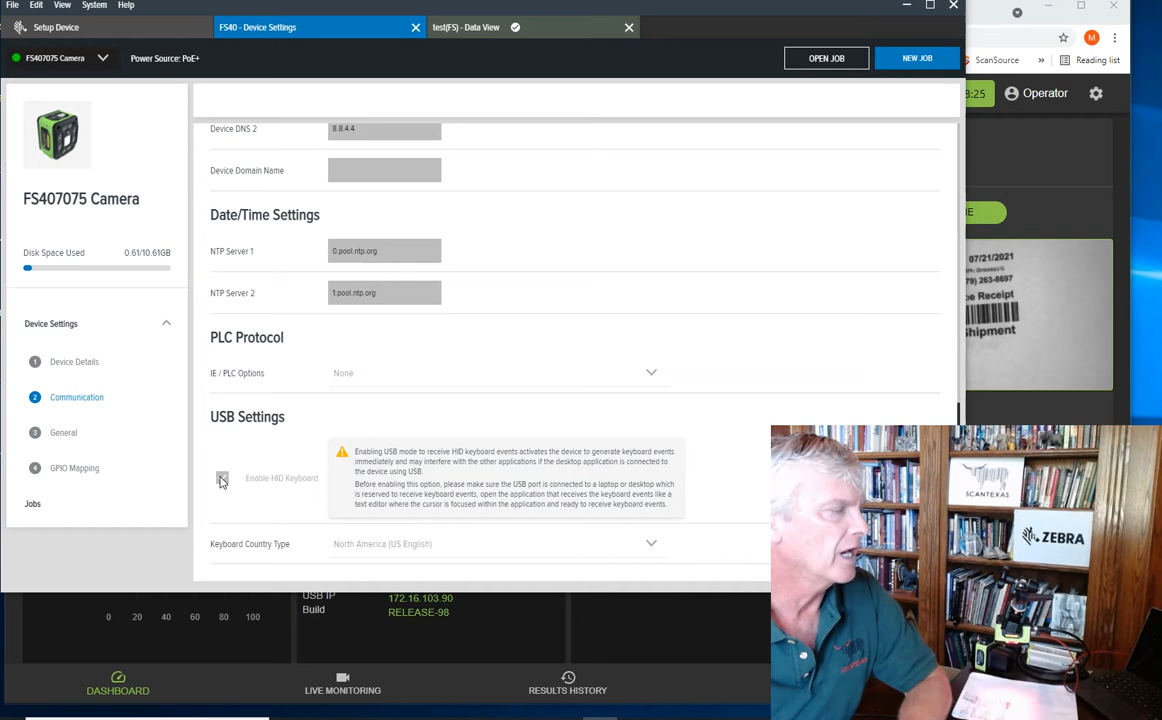 File Edit View System Help
Setup Device
FS40 - Device Settings
test(FS) - Data View
FS407075 Camera
Power Source: PoE+
OPEN JOB
NEW JOB
ScanSource
»
Reading list
M
8:25
Operator
FS407075 Camera
Disk Space Used 0.61/10.61GB
Device Settings
1 Device Details
2 Communication
3 General
4 GPIO Mapping
Jobs
Device DNS 2 8.8.4.4
Device Domain Name
Date/Time Settings
NTP Server 1 0.pool.ntp.org
NTP Server 2 1.pool.ntp.org
PLC Protocol
IE / PLC Options None
USB Settings
Enable HID Keyboard
Enabling USB mode to receive HID keyboard events activates the device to generate keyboard events
immediately and may interfere with the other applications if the desktop application is connected to
the device using USB.
Before enabling this option, please make sure the USB port is connected to a laptop or desktop which
is reserved to receive keyboard events, open the application that receives the keyboard events like a
text editor where the cursor is focused within the application and ready to receive keyboard events.
Keyboard Country Type North America (US English)
NE
07/21/2021
79) 263-8697
pe Receipt
Shipment
0 20 40 60 80 100
USB IP 172.16.103.90
Build RELEASE-98
DASHBOARD
LIVE MONITORING
RESULTS HISTORY
SCANTEXAS
ZEBRA